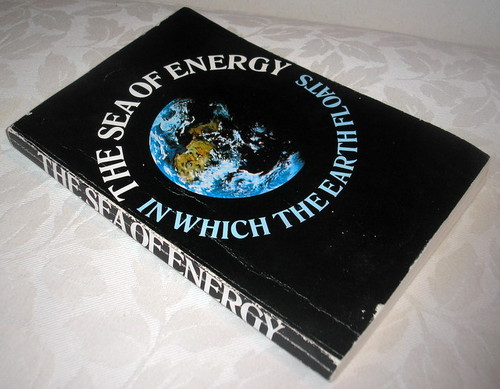 THE SEA OF ENERGY
IN WHICH THE EARTH FLOATS
THE SEA OF ENERGY